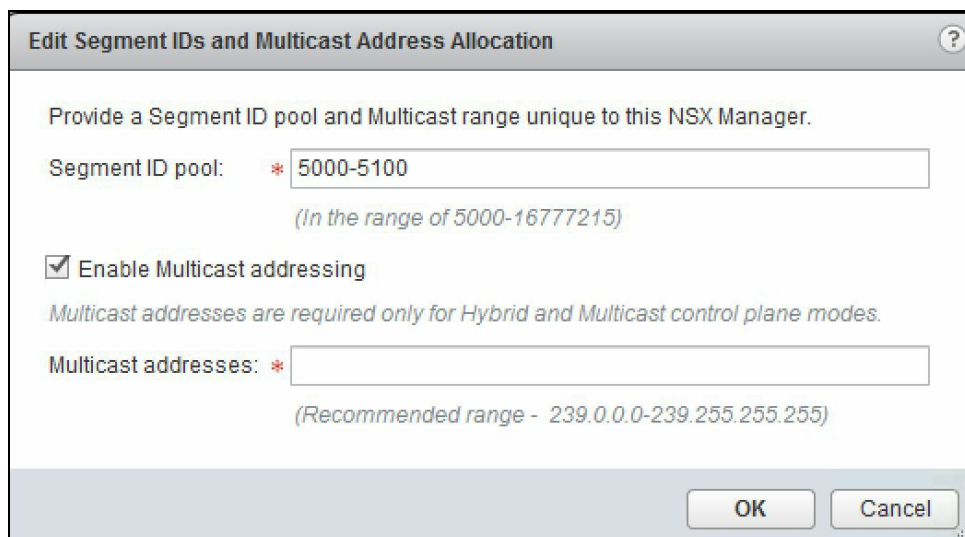 Edit Segment IDs and Multicast Address Allocation ?
Provide a Segment ID pool and Multicast range unique to this NSX Manager.
Segment ID pool: * 5000-5100
(In the range of 5000-16777215)
Enable Multicast addressing
Multicast addresses are required only for Hybrid and Multicast control plane modes.
Multicast addresses: *
(Recommended range - 239.0.0.0-239.255.255.255)
OK Cancel